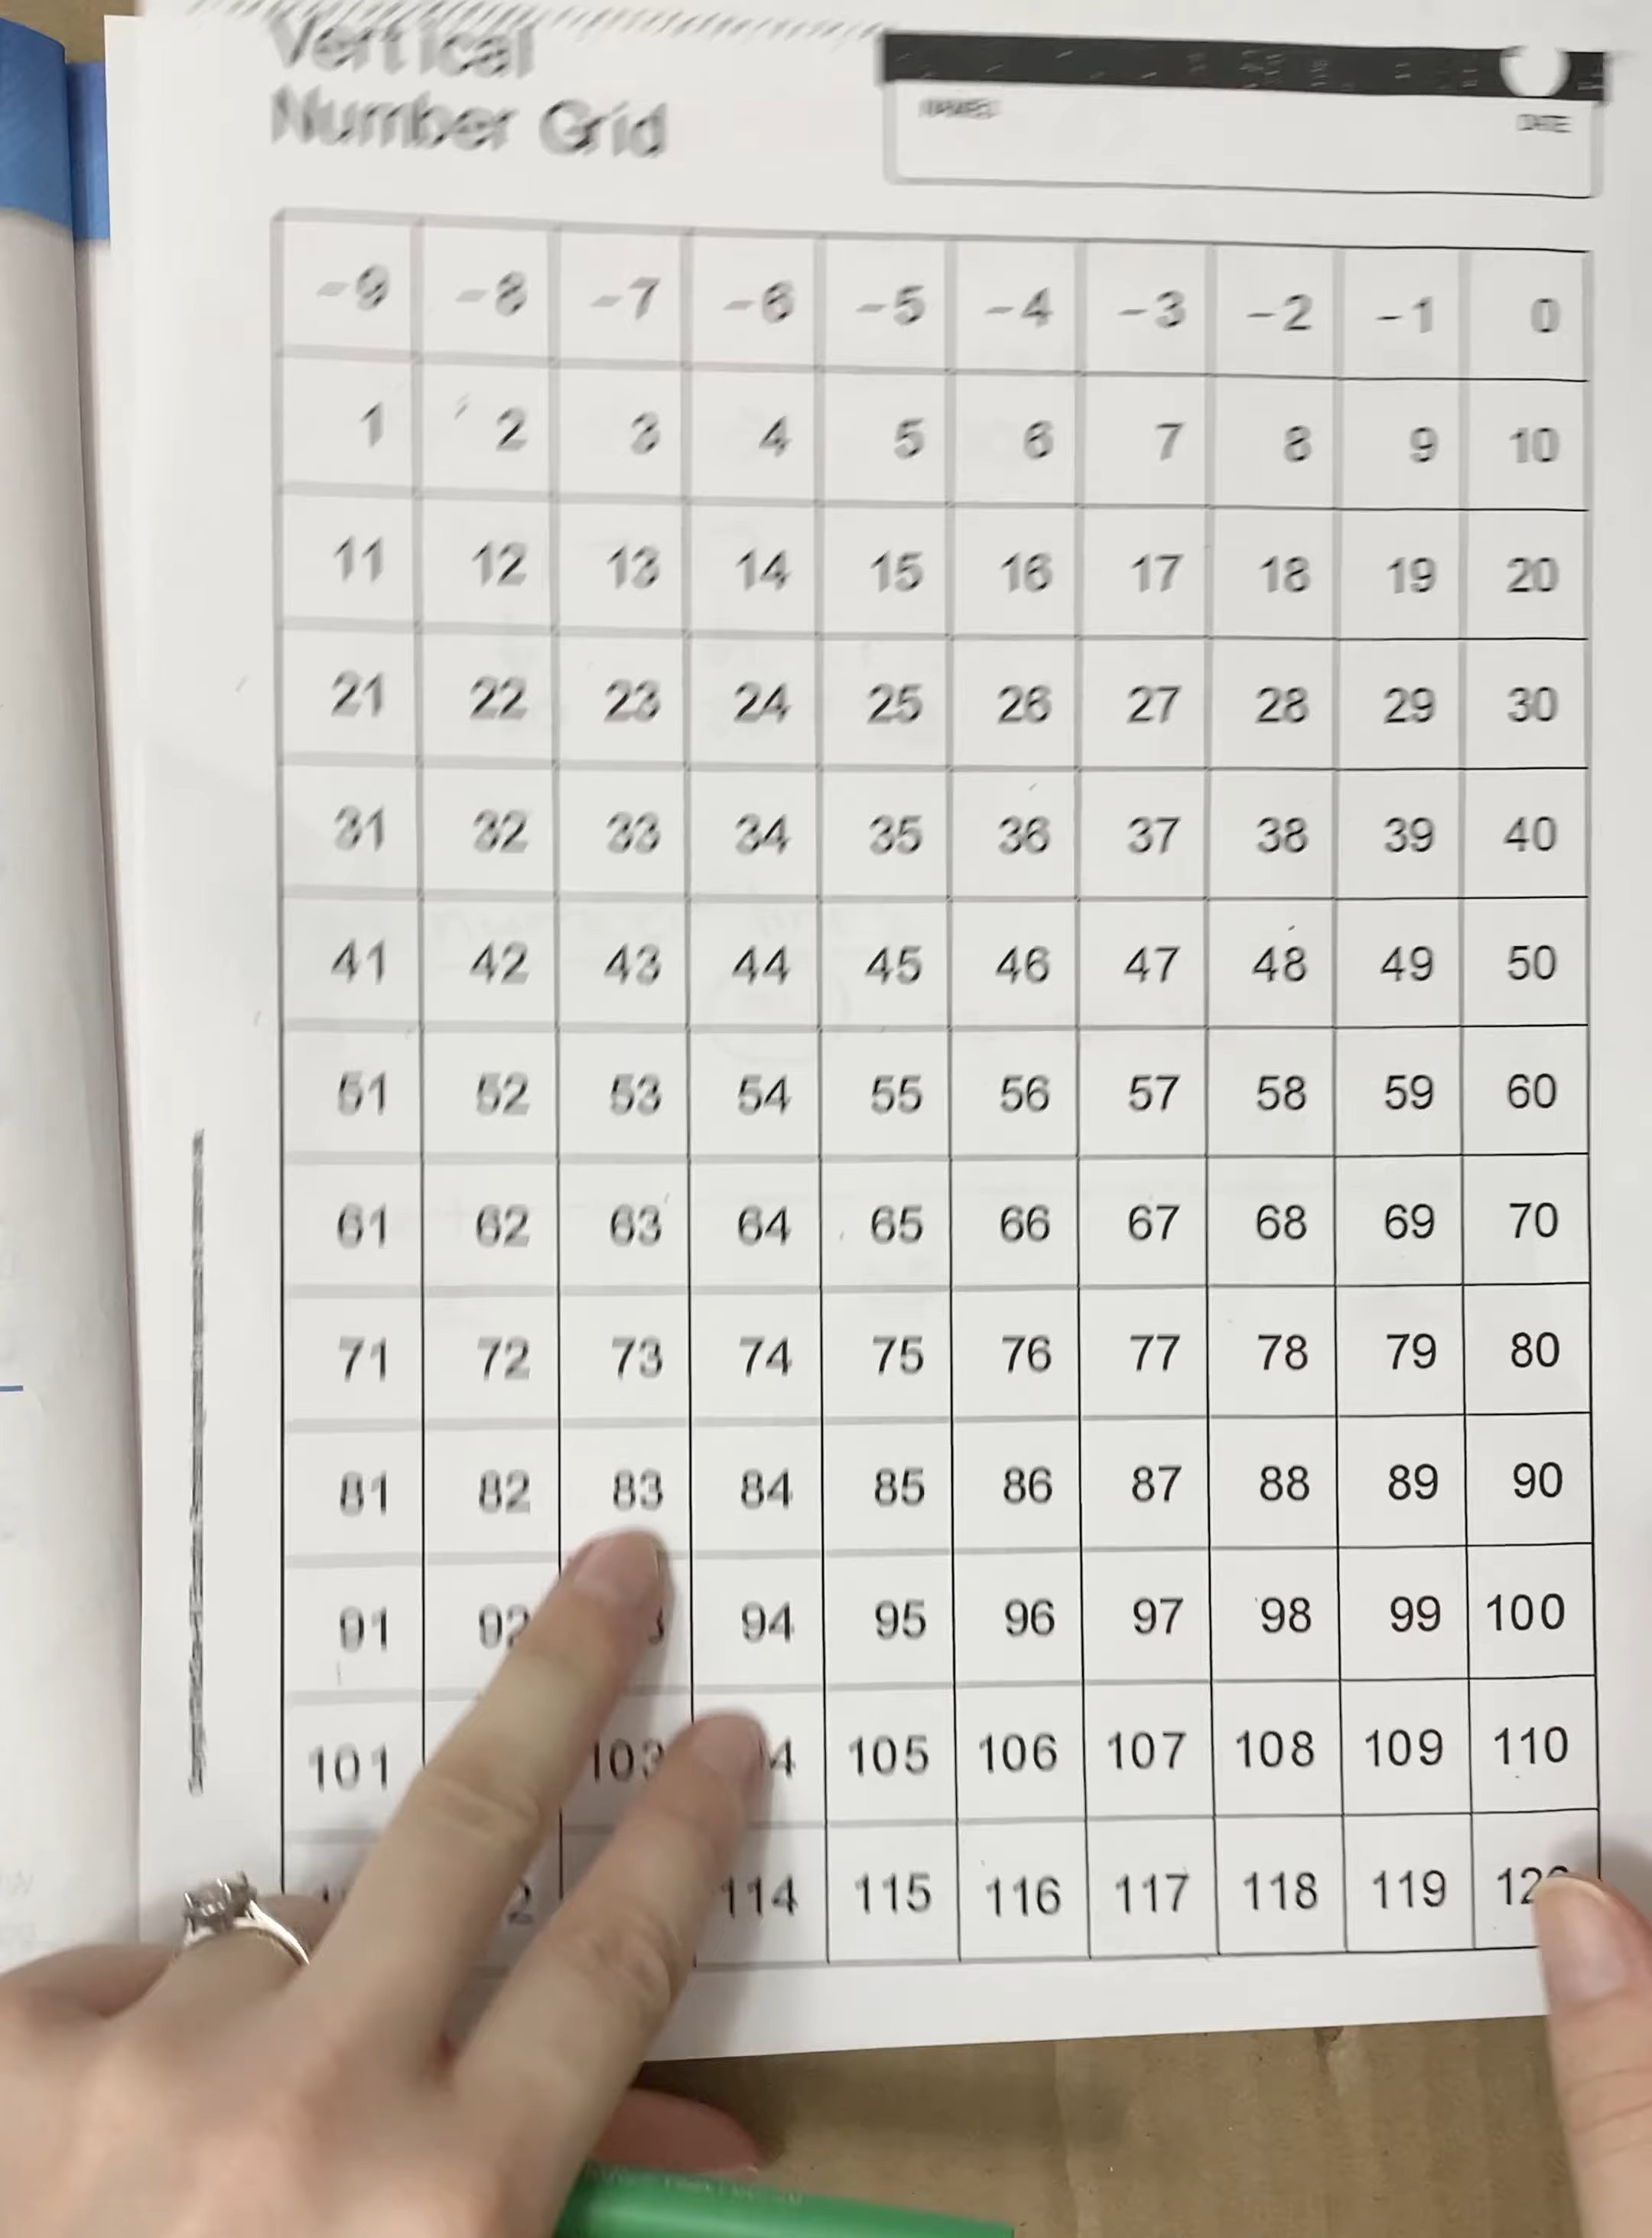 Vertical
Number Grid
NAME
DATE
-9 -8 -7 -6 -5 -4 -3 -2 -1 0
1 2 3 4 5 6 7 8 9 10
11 12 13 14 15 16 17 18 19 20
21 22 23 24 25 26 27 28 29 30
31 32 33 34 35 36 37 38 39 40
41 42 43 44 45 46 47 48 49 50
51 52 53 54 55 56 57 58 59 60
61 62 63 64 65 66 67 68 69 70
71 72 73 74 75 76 77 78 79 80
81 82 83 84 85 86 87 88 89 90
91 92 94 95 96 97 98 99 100
101 103 105 106 107 108 109 110
114 115 116 117 118 119